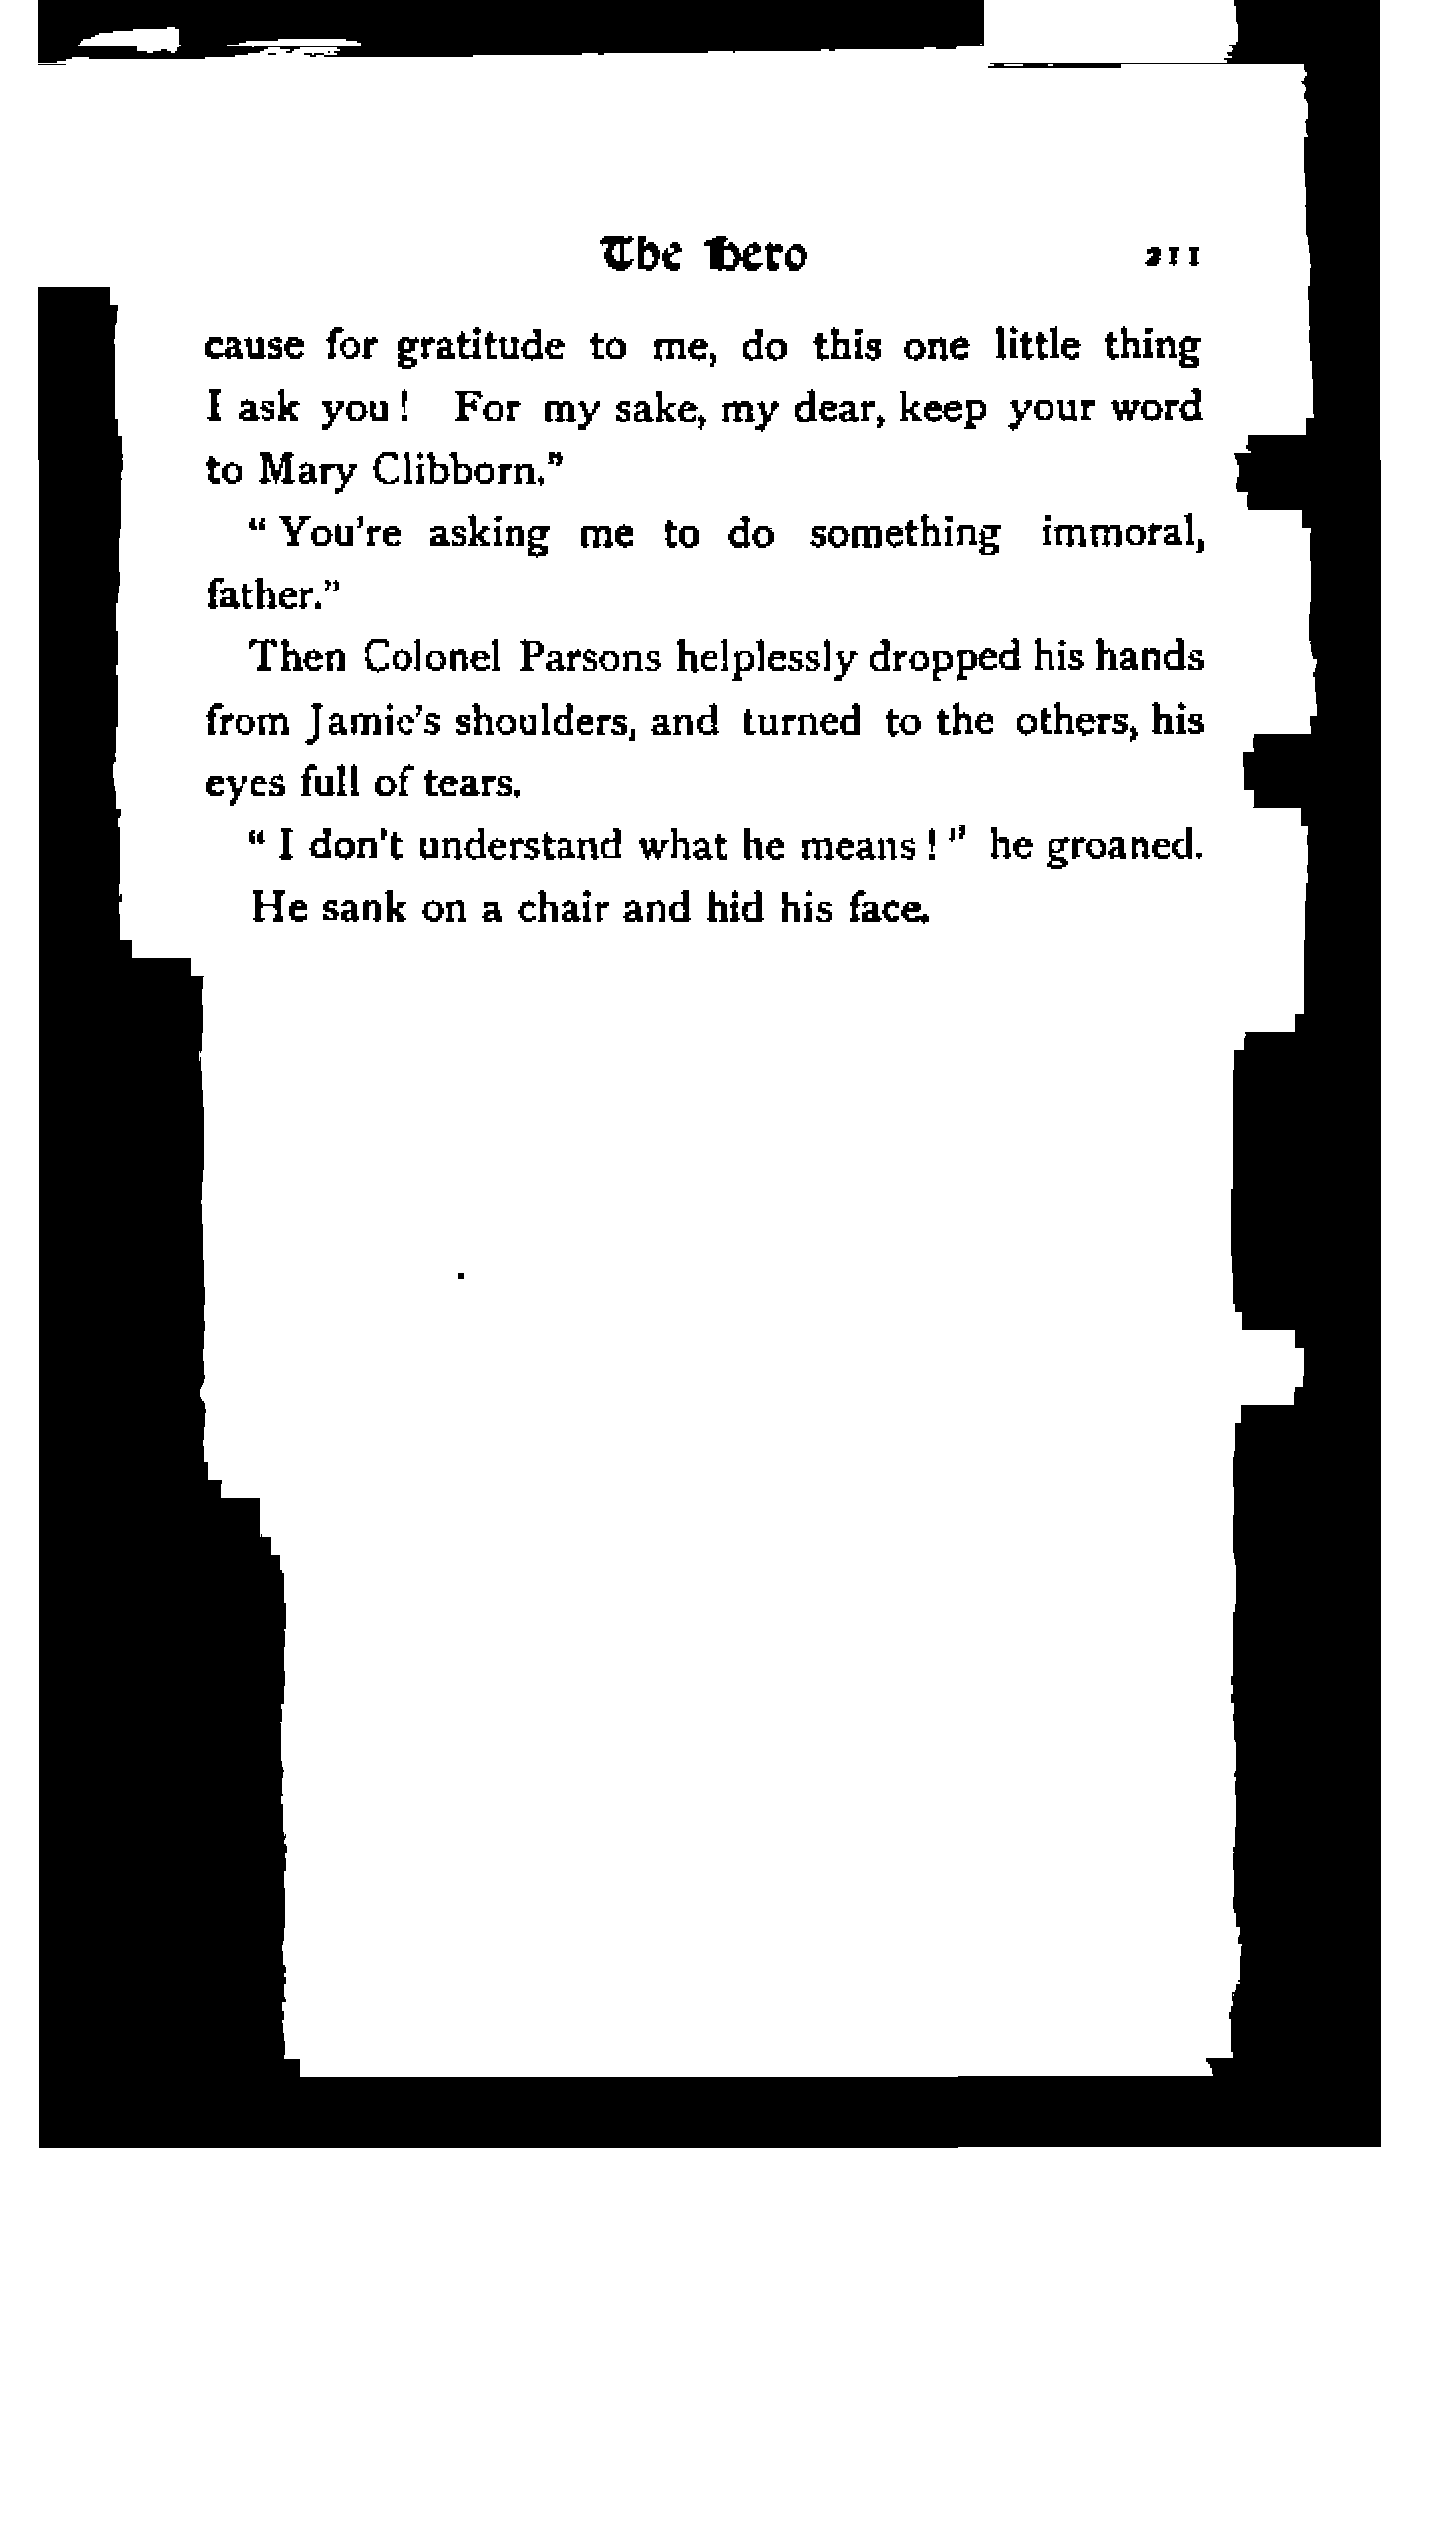 The Hero 211
cause for gratitude to me, do this one little thing
I ask you! For my sake, my dear, keep your word
to Mary Clibborn.”
“You're asking me to do something immoral,
father.”
Then Colonel Parsons helplessly dropped his hands
from Jamie's shoulders, and turned to the others, his
eyes full of tears.
“I don't understand what he means!” he groaned.
He sank on a chair and hid his face.